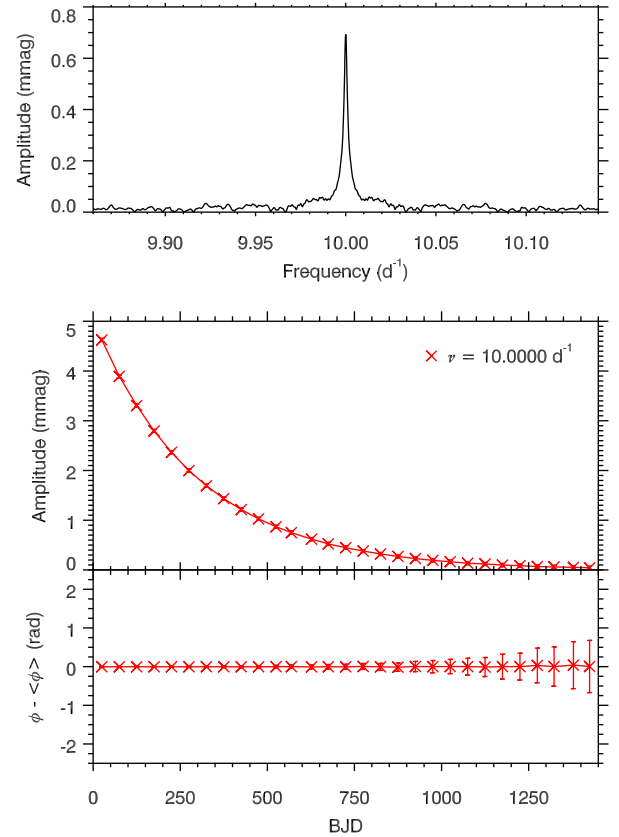 0.8
0.6
0.4
0.2
0.0
Amplitude (mmag)
9.90 9.95 10.00 10.05 10.10
Frequency (d⁻¹)
5
4
3
2
1
0
Amplitude (mmag)
ν = 10.0000 d⁻¹
2
1
0
-1
-2
ϕ - <ϕ> (rad)
0 250 500 750 1000 1250
BJD